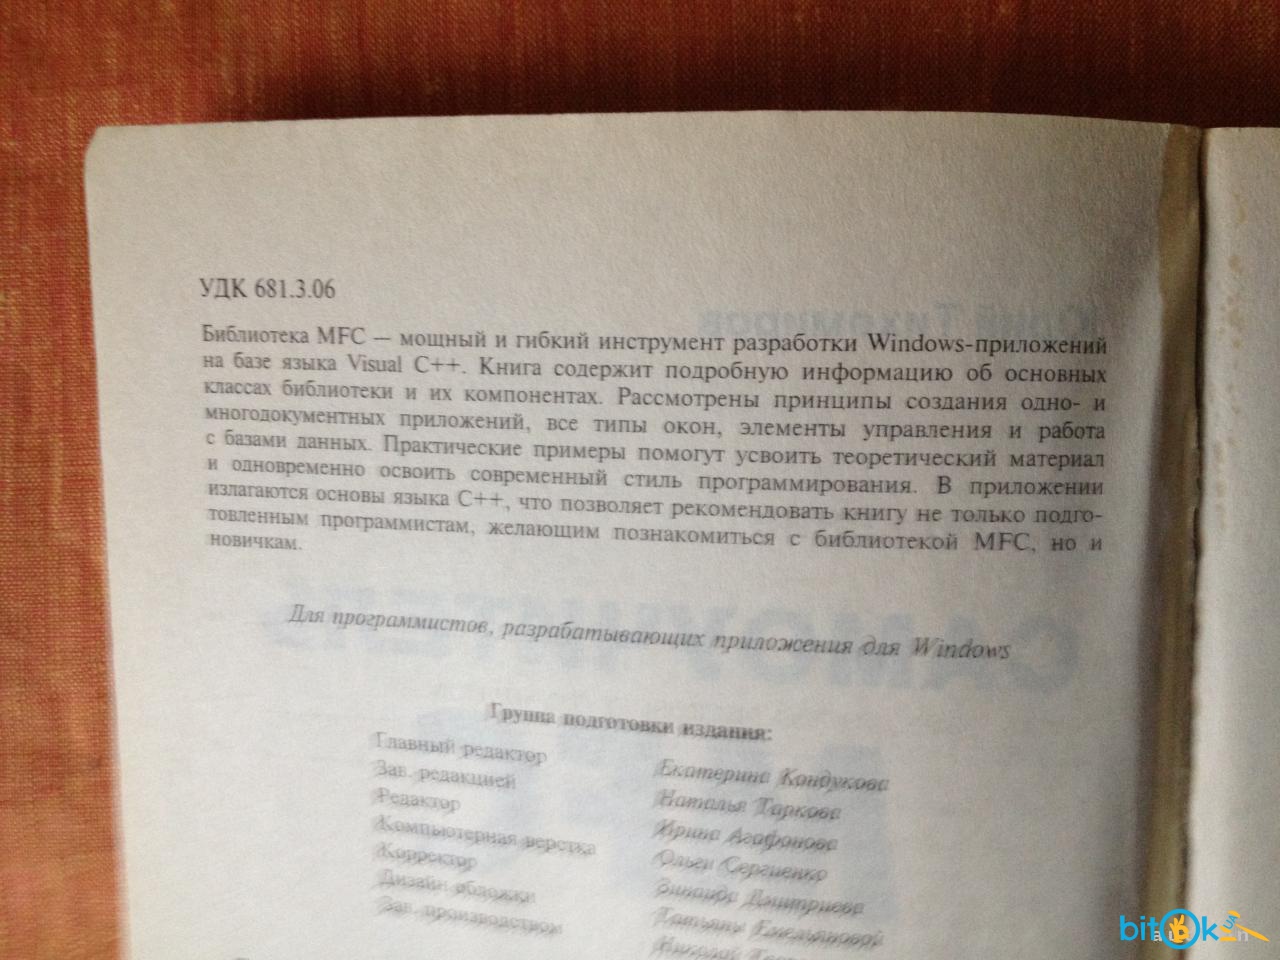 УДК 681.3.06
Библиотека MFC — мощный и гибкий инструмент разработки Windows-приложений
на базе языка Visual C++. Книга содержит подробную информацию об основных
классах библиотеки и их компонентах. Рассмотрены принципы создания одно- и
многодокументных приложений, все типы окон, элементы управления и работа
с базами данных. Практические примеры помогут усвоить теоретический материал
и одновременно освоить современный стиль программирования. В приложении
излагаются основы языка C++, что позволяет рекомендовать книгу не только подго-
товленным программистам, желающим познакомиться с библиотекой MFC, но и
новичкам.
Для программистов, разрабатывающих приложения для Windows
Группа подготовки издания:
Главный редактор Екатерина Кондукова
Зав. редакцией Наталья Таркова
Редактор Ирина Агафонова
Компьютерная верстка Ольги Сергиенко
Корректор Зинаида Дмитриева
Дизайн обложки Татьяны Емельяновой
Зав. производством Николай
bitok